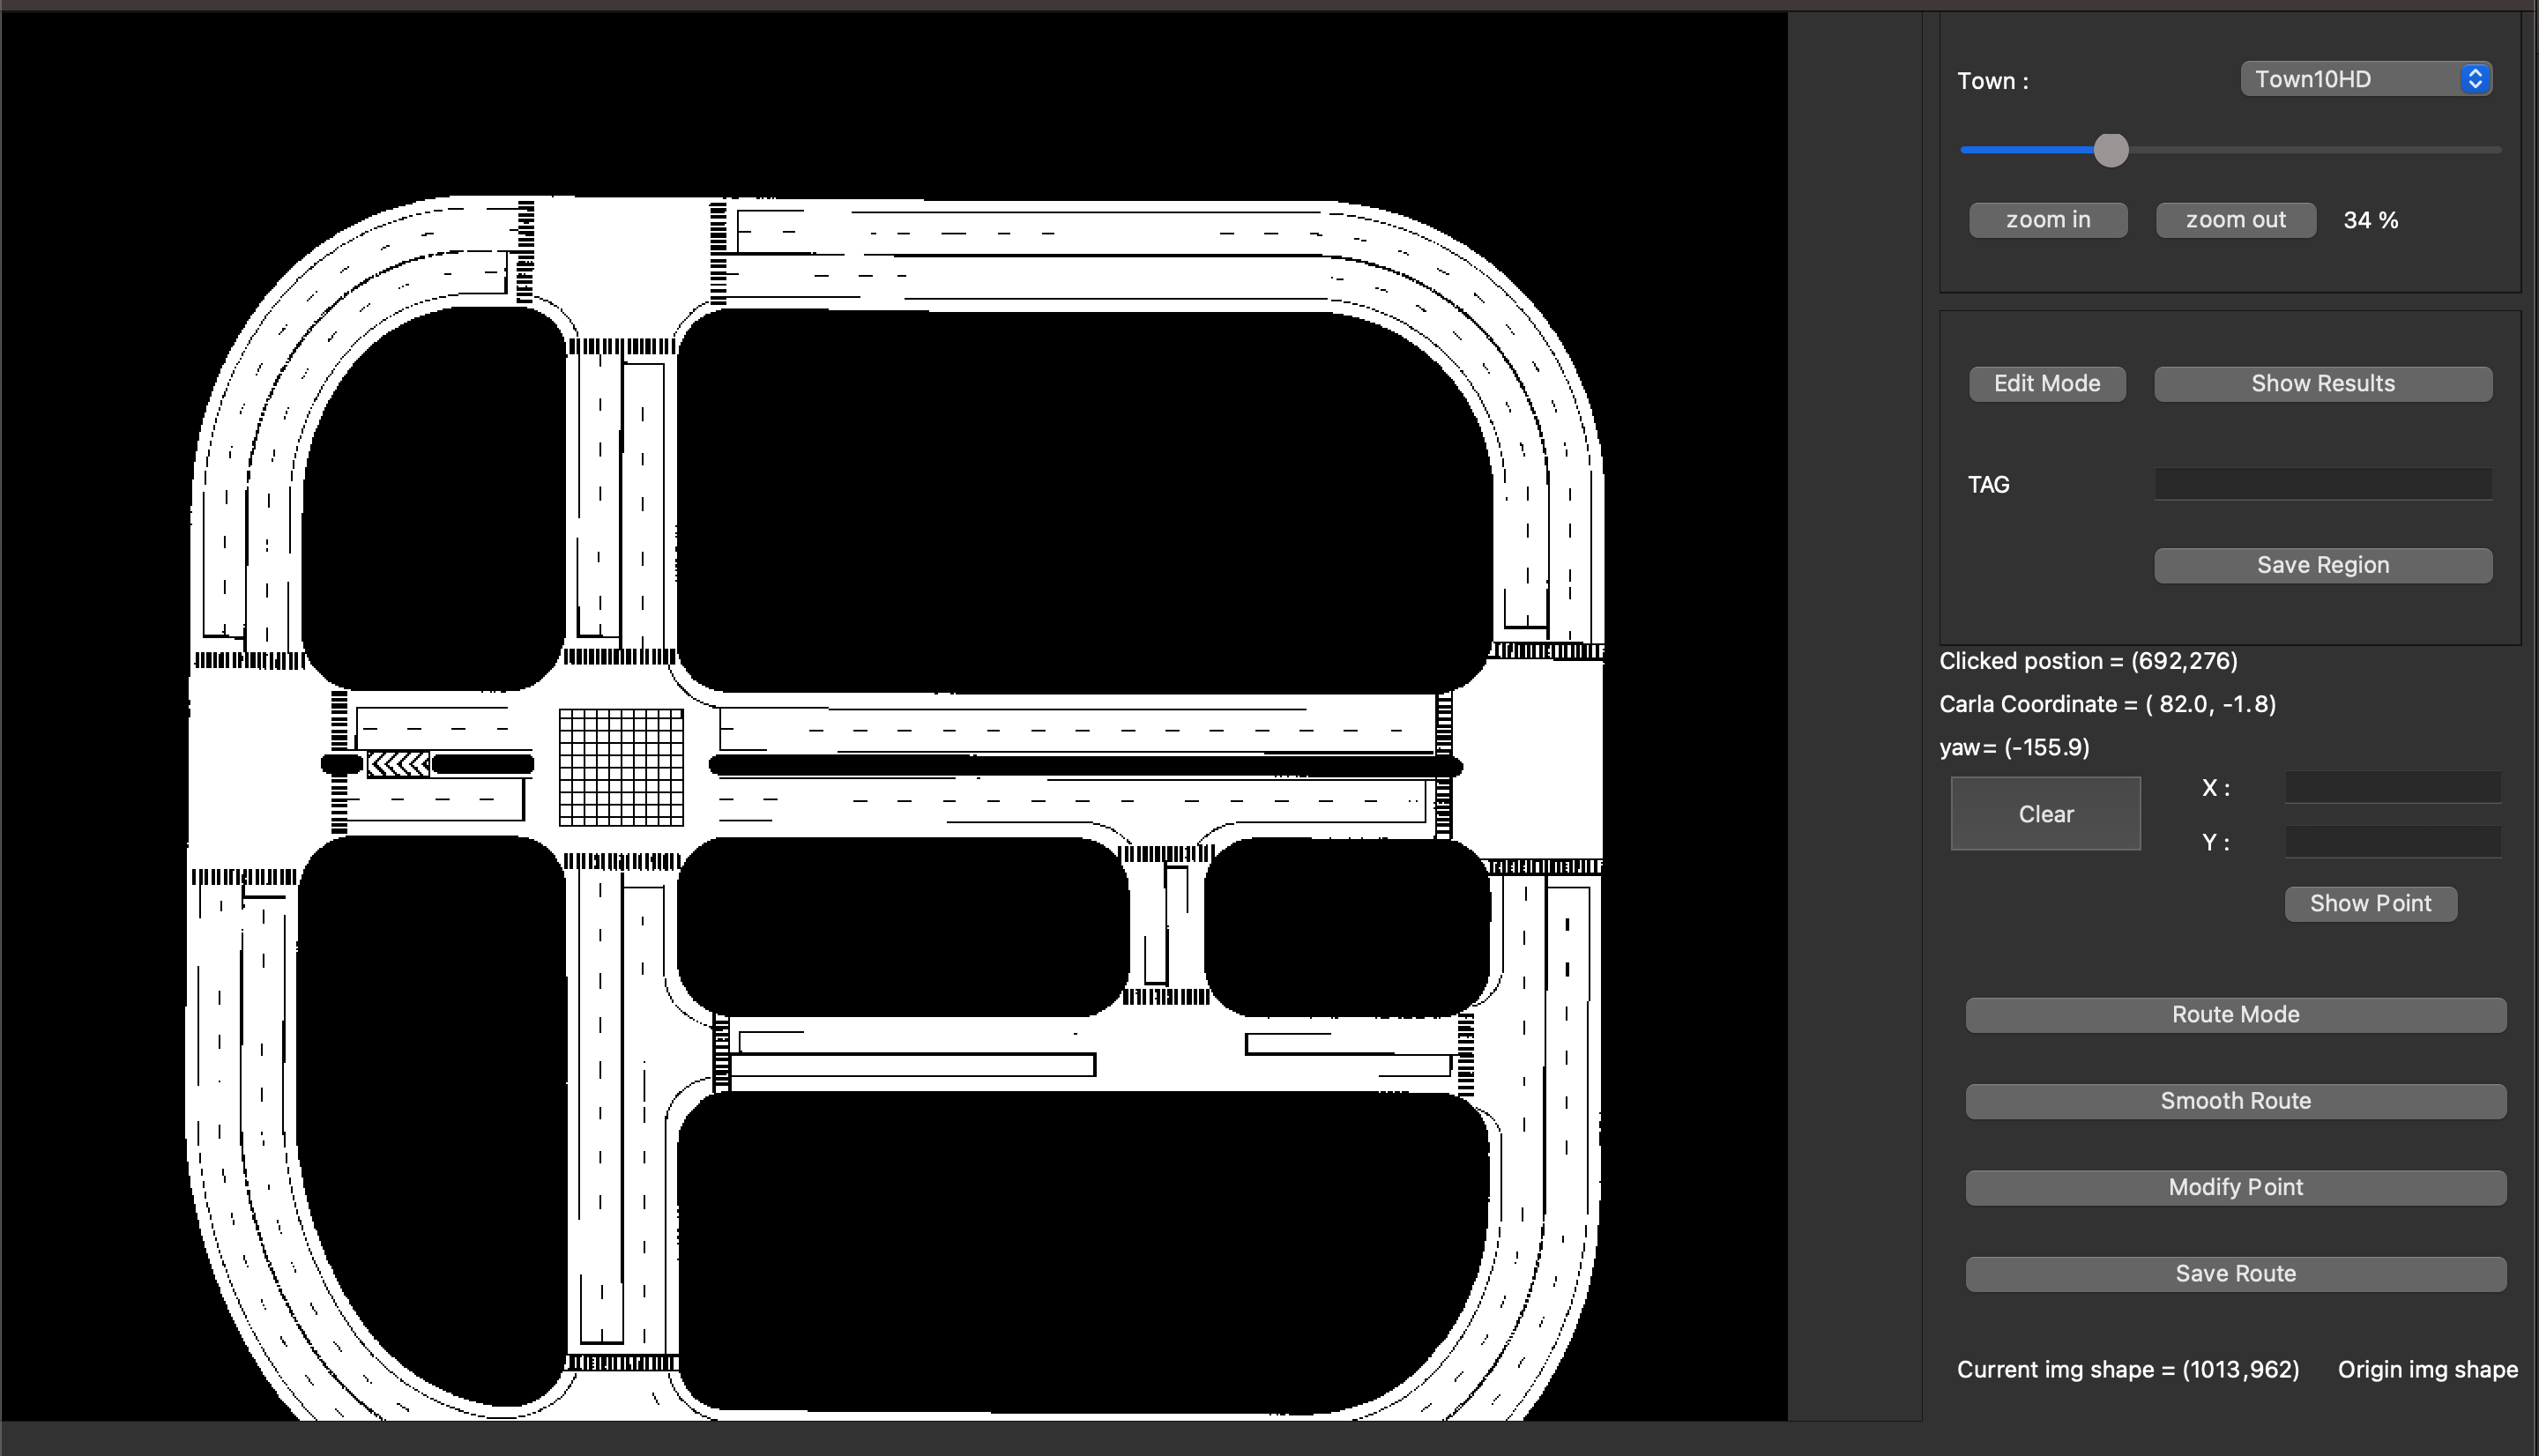 Town :
Town10HD
zoom in
zoom out
34 %
Edit Mode
Show Results
TAG
Save Region
Clicked postion = (692,276)
Carla Coordinate = ( 82.0, -1.8)
yaw= (-155.9)
Clear
X :
Y :
Show Point
Route Mode
Smooth Route
Modify Point
Save Route
Current img shape = (1013,962)
Origin img shape